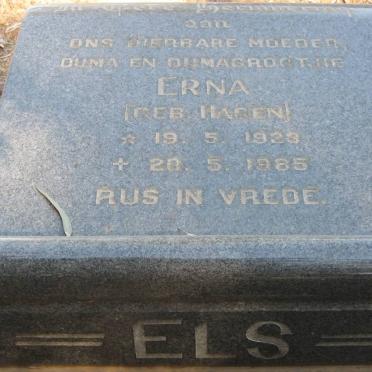 AAN
ONS DIERBARE MOEDER,
OUMA EN OUMAGROOTJIE
ERNA
(GEB. HAGEN)
☆ 19. 5. 1923
+ 20. 5. 1985
RUS IN VREDE.
ELS